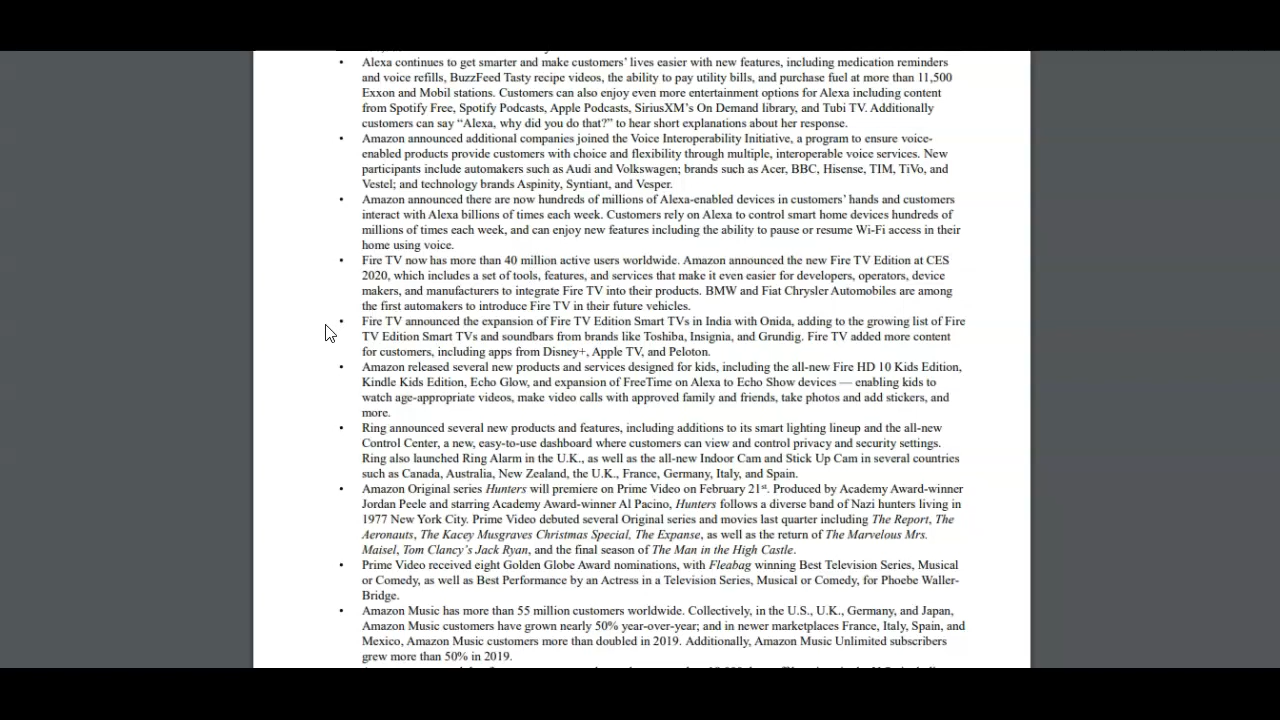 • Alexa continues to get smarter and make customers' lives easier with new features, including medication reminders
and voice refills, BuzzFeed Tasty recipe videos, the ability to pay utility bills, and purchase fuel at more than 11,500
Exxon and Mobil stations. Customers can also enjoy even more entertainment options for Alexa including content
from Spotify Free, Spotify Podcasts, Apple Podcasts, SiriusXM's On Demand library, and Tubi TV. Additionally
customers can say “Alexa, why did you do that?” to hear short explanations about her response.
• Amazon announced additional companies joined the Voice Interoperability Initiative, a program to ensure voice-
enabled products provide customers with choice and flexibility through multiple, interoperable voice services. New
participants include automakers such as Audi and Volkswagen; brands such as Acer, BBC, Hisense, TIM, TiVo, and
Vestel; and technology brands Aspinity, Syntiant, and Vesper.
• Amazon announced there are now hundreds of millions of Alexa-enabled devices in customers' hands and customers
interact with Alexa billions of times each week. Customers rely on Alexa to control smart home devices hundreds of
millions of times each week, and can enjoy new features including the ability to pause or resume Wi-Fi access in their
home using voice.
• Fire TV now has more than 40 million active users worldwide. Amazon announced the new Fire TV Edition at CES
2020, which includes a set of tools, features, and services that make it even easier for developers, operators, device
makers, and manufacturers to integrate Fire TV into their products. BMW and Fiat Chrysler Automobiles are among
the first automakers to introduce Fire TV in their future vehicles.
• Fire TV announced the expansion of Fire TV Edition Smart TVs in India with Onida, adding to the growing list of Fire
TV Edition Smart TVs and soundbars from brands like Toshiba, Insignia, and Grundig. Fire TV added more content
for customers, including apps from Disney+, Apple TV, and Peloton.
• Amazon released several new products and services designed for kids, including the all-new Fire HD 10 Kids Edition,
Kindle Kids Edition, Echo Glow, and expansion of FreeTime on Alexa to Echo Show devices — enabling kids to
watch age-appropriate videos, make video calls with approved family and friends, take photos and add stickers, and
more.
• Ring announced several new products and features, including additions to its smart lighting lineup and the all-new
Control Center, a new, easy-to-use dashboard where customers can view and control privacy and security settings.
Ring also launched Ring Alarm in the U.K., as well as the all-new Indoor Cam and Stick Up Cam in several countries
such as Canada, Australia, New Zealand, the U.K., France, Germany, Italy, and Spain.
• Amazon Original series Hunters will premiere on Prime Video on February 21st. Produced by Academy Award-winner
Jordan Peele and starring Academy Award-winner Al Pacino, Hunters follows a diverse band of Nazi hunters living in
1977 New York City. Prime Video debuted several Original series and movies last quarter including The Report, The
Aeronauts, The Kacey Musgraves Christmas Special, The Expanse, as well as the return of The Marvelous Mrs.
Maisel, Tom Clancy's Jack Ryan, and the final season of The Man in the High Castle.
• Prime Video received eight Golden Globe Award nominations, with Fleabag winning Best Television Series, Musical
or Comedy, as well as Best Performance by an Actress in a Television Series, Musical or Comedy, for Phoebe Waller-
Bridge.
• Amazon Music has more than 55 million customers worldwide. Collectively, in the U.S., U.K., Germany, and Japan,
Amazon Music customers have grown nearly 50% year-over-year; and in newer marketplaces France, Italy, Spain, and
Mexico, Amazon Music customers more than doubled in 2019. Additionally, Amazon Music Unlimited subscribers
grew more than 50% in 2019.